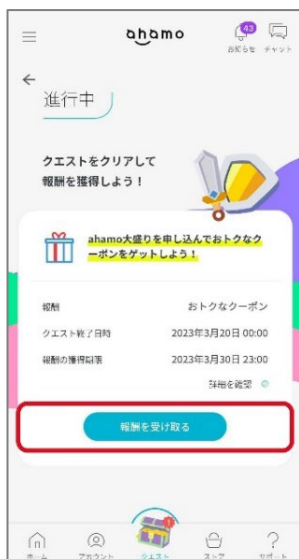 ahamo
43
お知らせ チャット
進行中
クエストをクリアして
報酬を獲得しよう！
ahamo大盛りを申し込んでおトクなク
ーポンをゲットしよう！
報酬 おトクなクーポン
クエスト終了日時 2023年3月20日 00:00
報酬の獲得期限 2023年3月30日 23:00
詳細を確認
報酬を受け取る
ホーム アカウント クエスト ストア サポート